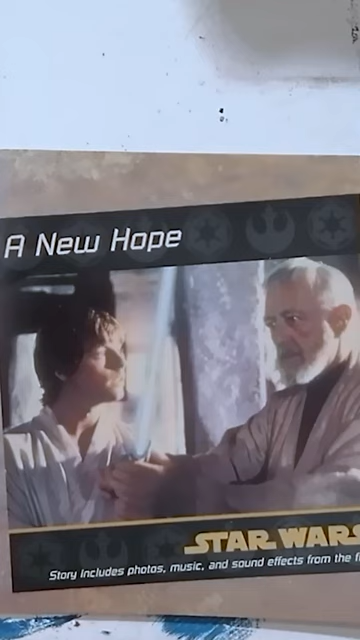 A New Hope
STAR WARS
Story includes photos, music, and sound effects from the